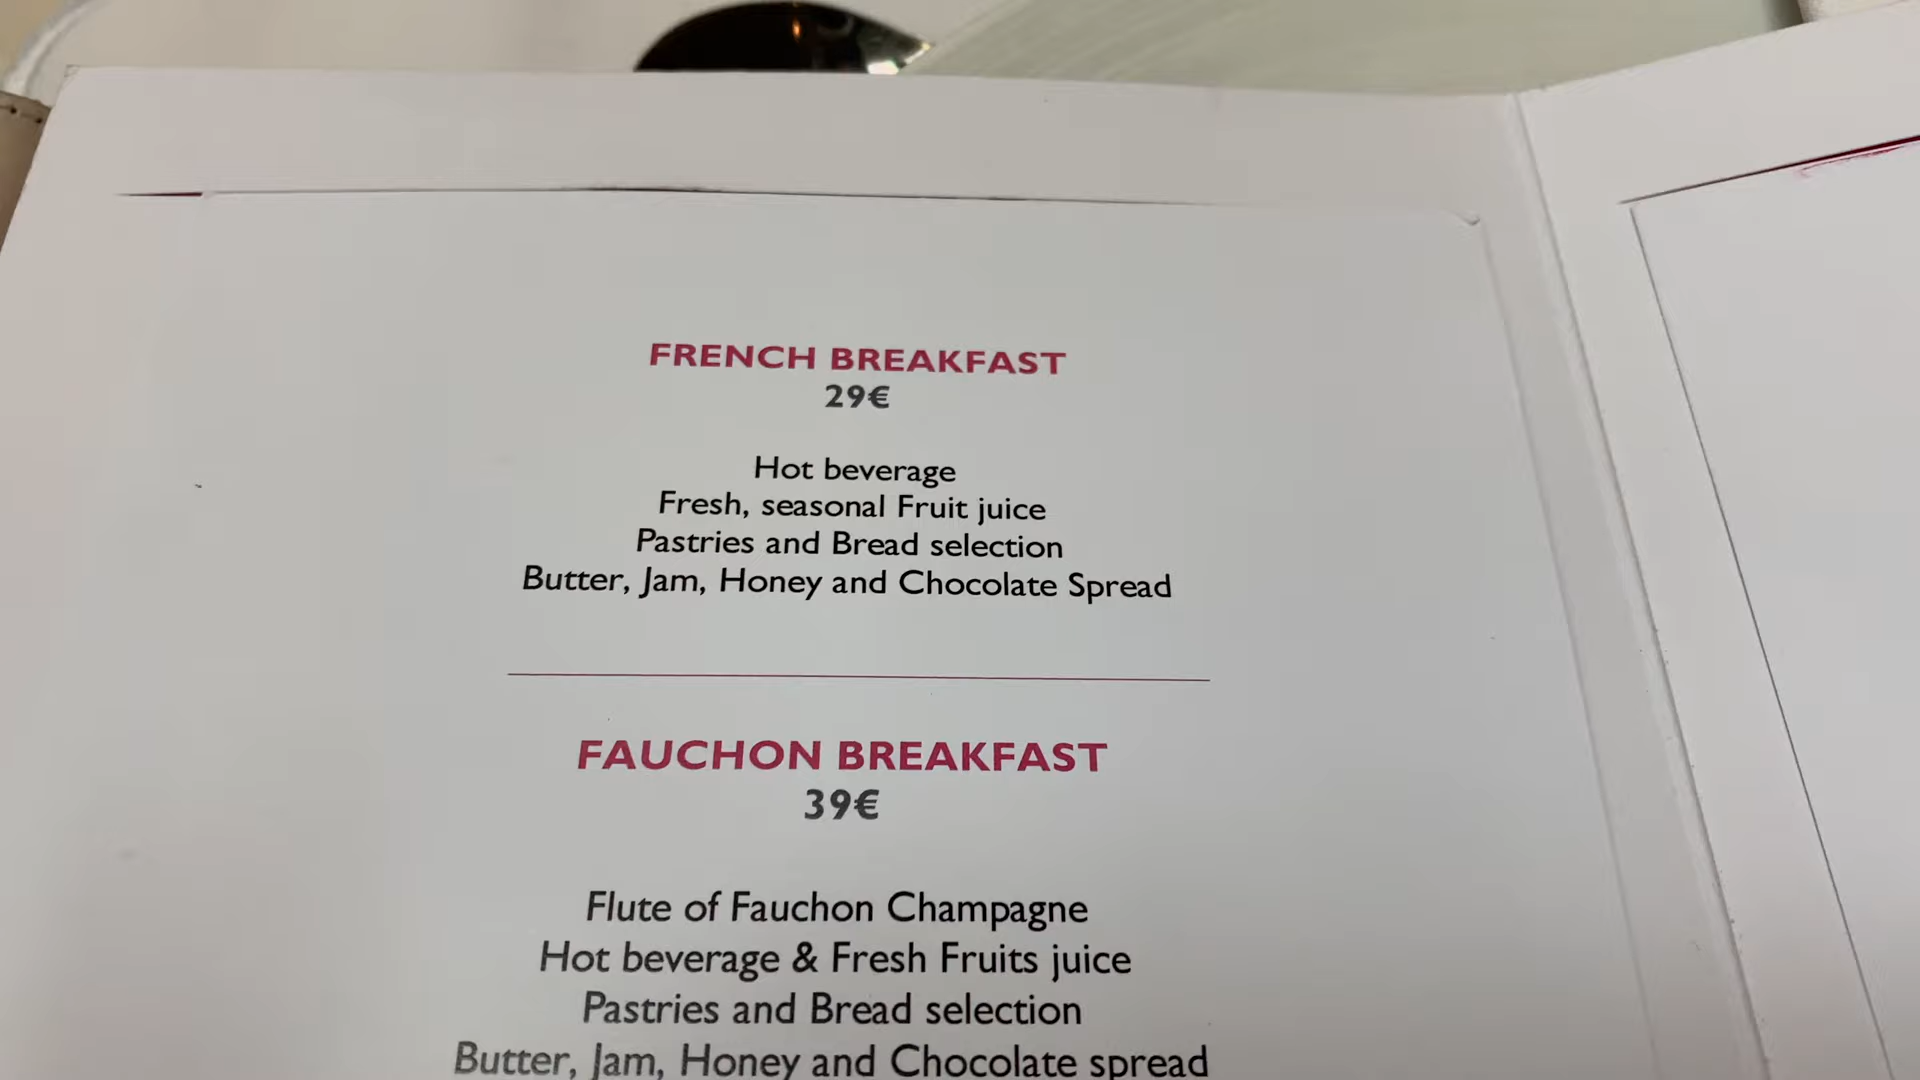 FRENCH BREAKFAST
29€
Hot beverage
Fresh, seasonal Fruit juice
Pastries and Bread selection
Butter, Jam, Honey and Chocolate Spread
FAUCHON BREAKFAST
39€
Flute of Fauchon Champagne
Hot beverage & Fresh Fruits juice
Pastries and Bread selection
Butter, Jam, Honey and Chocolate spread